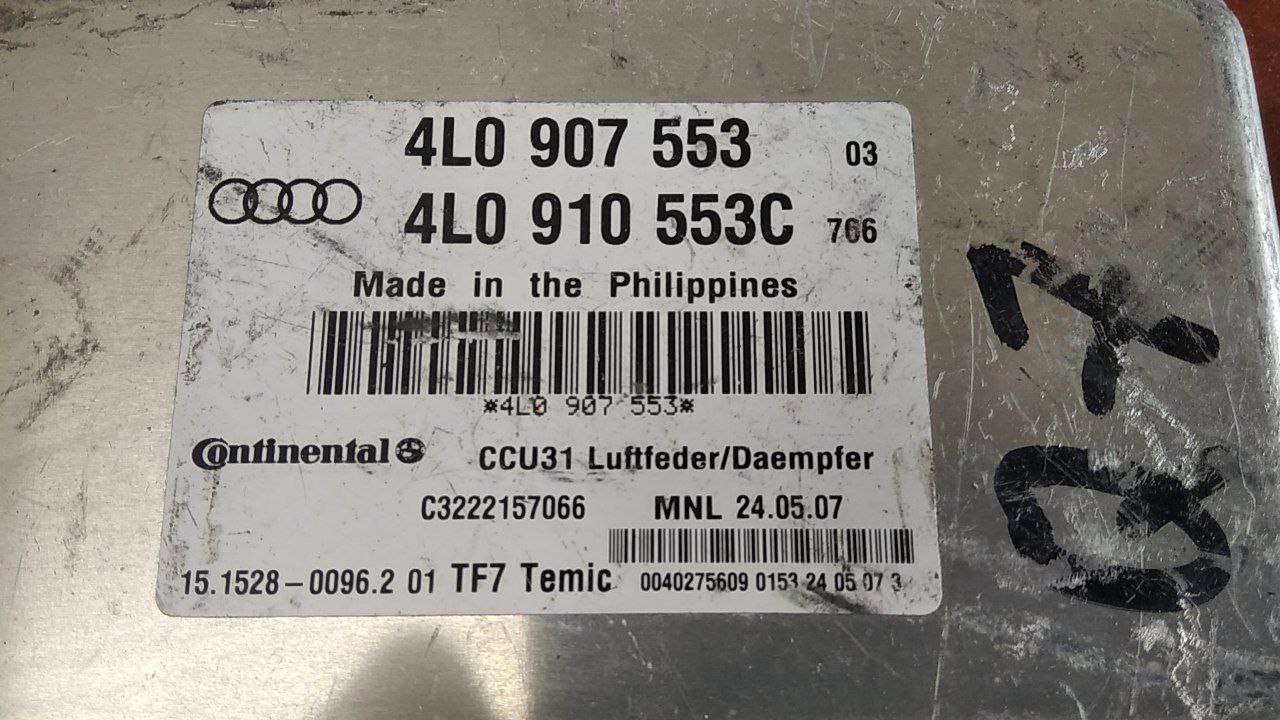 4L0 907 553 03
4L0 910 553C 766
Made in the Philippines
*4L0 907 553*
Continental CCU31 Luftfeder/Daempfer
C3222157066 MNL 24.05.07
15.1528-0096.2 01 TF7 Temic 0040275609 0153 24 05 07 3